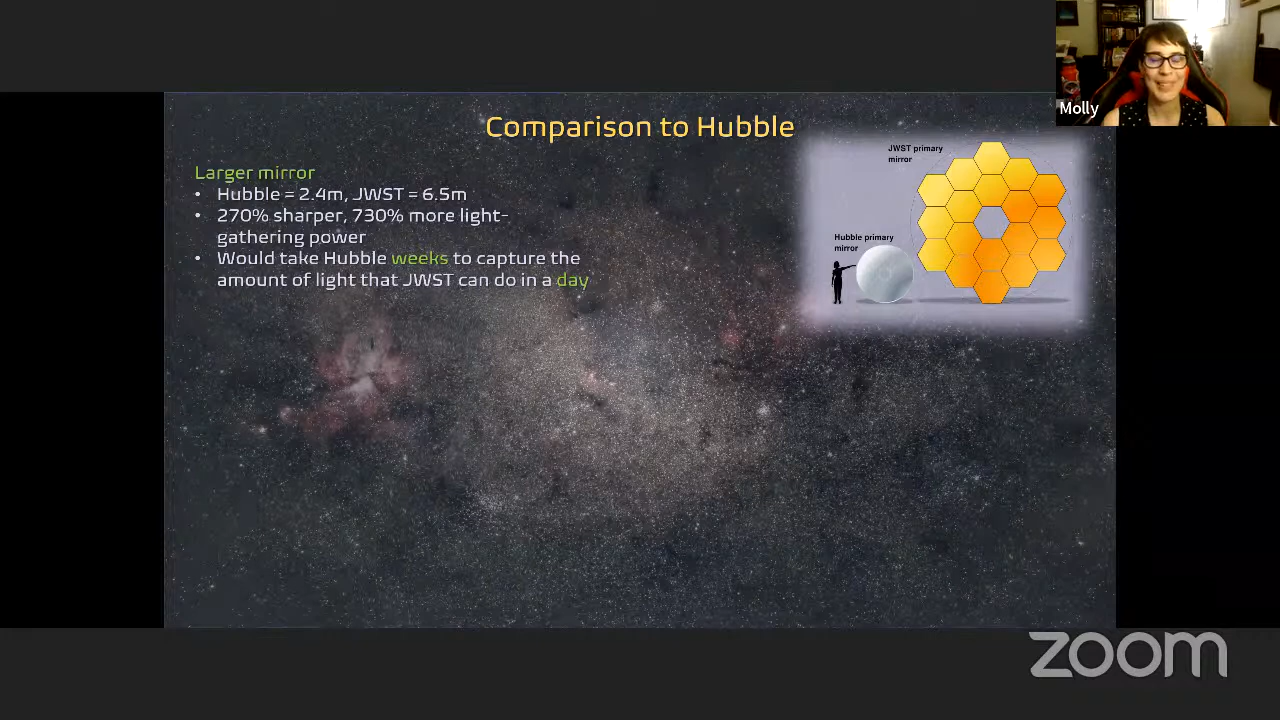 Molly
Comparison to Hubble
Larger mirror
• Hubble = 2.4m, JWST = 6.5m
• 270% sharper, 730% more light-
gathering power
• Would take Hubble weeks to capture the
amount of light that JWST can do in a day
JWST primary
mirror
Hubble primary
mirror
zoom